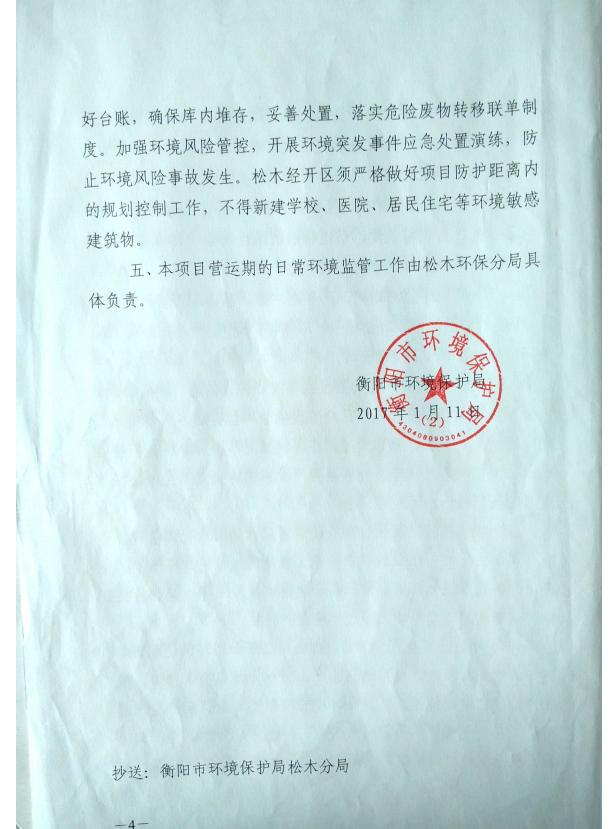 好台账，确保库内堆存，妥善处置，落实危险废物转移联单制
度。加强环境风险管控，开展环境突发事件应急处置演练，防
止环境风险事故发生。松木经开区须严格做好项目防护距离内
的规划控制工作，不得新建学校、医院、居民住宅等环境敏感
建筑物。
五、本项目营运期的日常环境监管工作由松木环保分局具
体负责。
衡阳市环境保护局
2017年1月11日
衡阳市环境保护局
（2）
4304080903041
抄送：衡阳市环境保护局松木分局
—4—